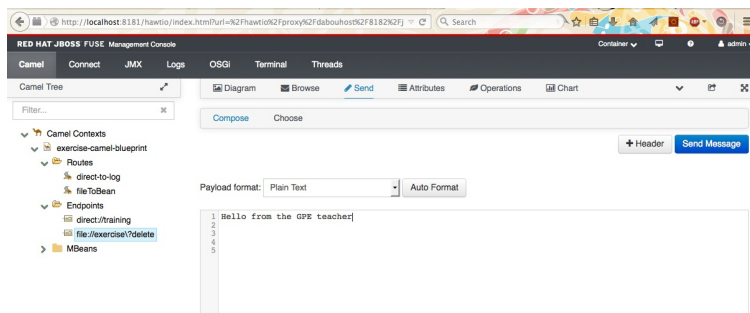 http://localhost:8181/hawtio/index.html?url=%2Fhawtio%2Fproxy%2Fdabouhost%2F8182%2Fj
Search
RED HAT JBOSS FUSE Management Console
Container
admin
Camel Connect JMX Logs OSGi Terminal Threads
Camel Tree
Diagram Browse Send Attributes Operations Chart
Filter...
Compose Choose
Camel Contexts
+ Header Send Message
exercise-camel-blueprint
Routes
direct-to-log
fileToBean
Payload format: Plain Text Auto Format
Endpoints
direct://training
1 Hello from the GPE teacher
file://exercise\?delete
2
3
MBeans
4
5